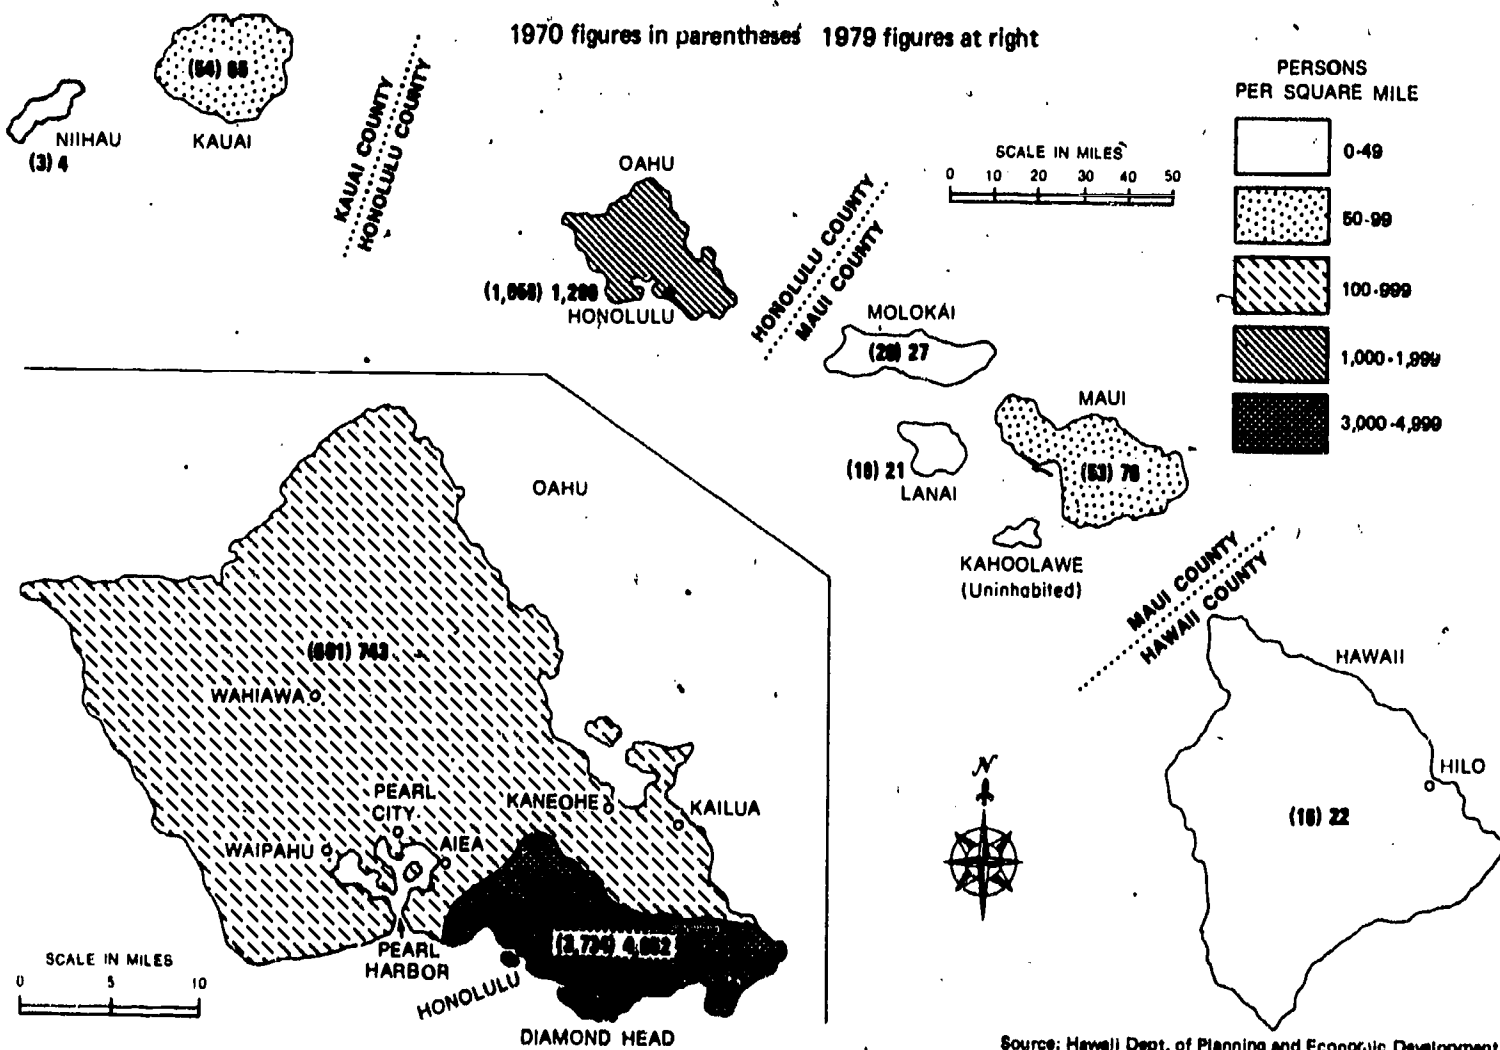 1970 figures in parentheses 1979 figures at right
PERSONS
PER SQUARE MILE
0-49
50-99
100-999
1,000-1,999
3,000-4,999
SCALE IN MILES
0 10 20 30 40 50
NIIHAU
(3) 4
(54)
KAUAI
KAUAI COUNTY
HONOLULU COUNTY
OAHU
HONOLULU
HONOLULU COUNTY
MAUI COUNTY
MOLOKAI
27
MAUI
(53)
21
LANAI
KAHOOLAWE
(Uninhabited)
MAUI COUNTY
HAWAII COUNTY
HAWAII
HILO
22
N
OAHU
743
WAHIAWA
PEARL
CITY
KANEOHE
KAILUA
WAIPAHU
AIEA
PEARL
HARBOR
HONOLULU
DIAMOND HEAD
SCALE IN MILES
0 5 10
Source: Hawaii Dept. of Planning and Economic Development